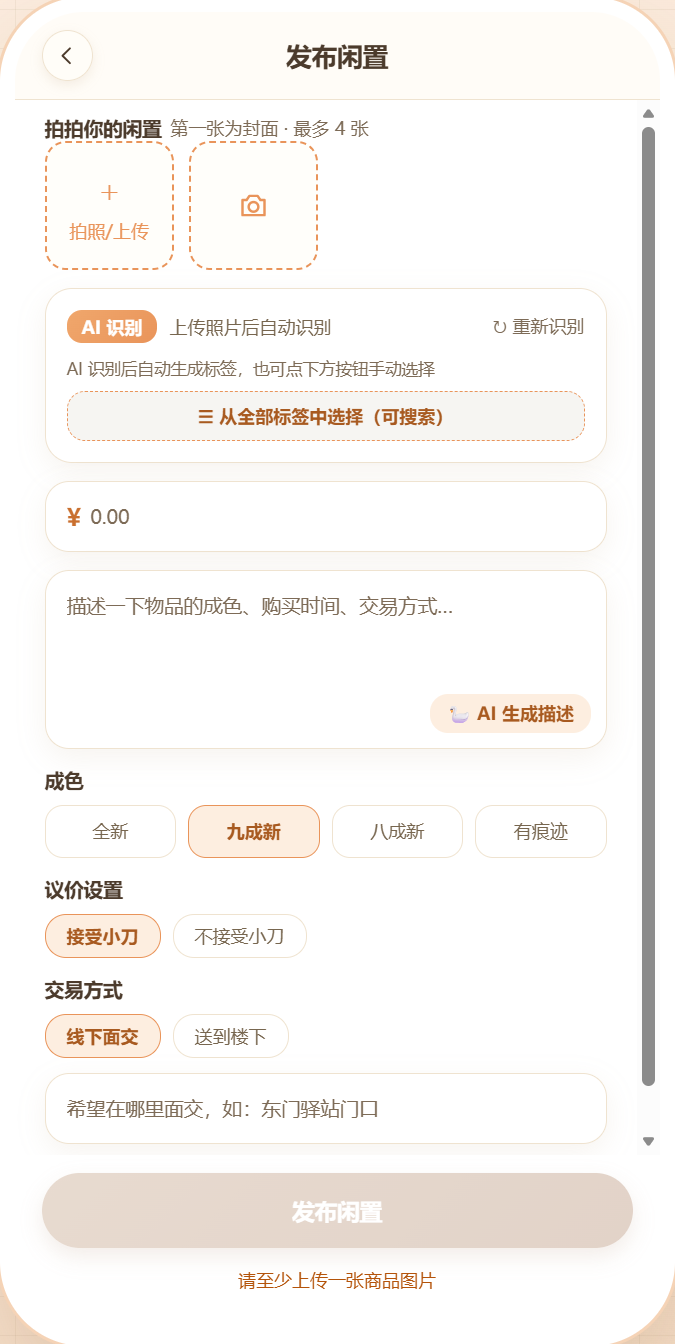 发布闲置
拍拍你的闲置 第一张为封面 · 最多 4 张
+
拍照/上传
AI 识别 上传照片后自动识别 ↻ 重新识别
AI 识别后自动生成标签，也可点下方按钮手动选择
☰ 从全部标签中选择（可搜索）
¥ 0.00
描述一下物品的成色、购买时间、交易方式...
🦢 AI 生成描述
成色
全新 九成新 八成新 有痕迹
议价设置
接受小刀 不接受小刀
交易方式
线下面交 送到楼下
希望在哪里面交，如：东门驿站门口
发布闲置
请至少上传一张商品图片